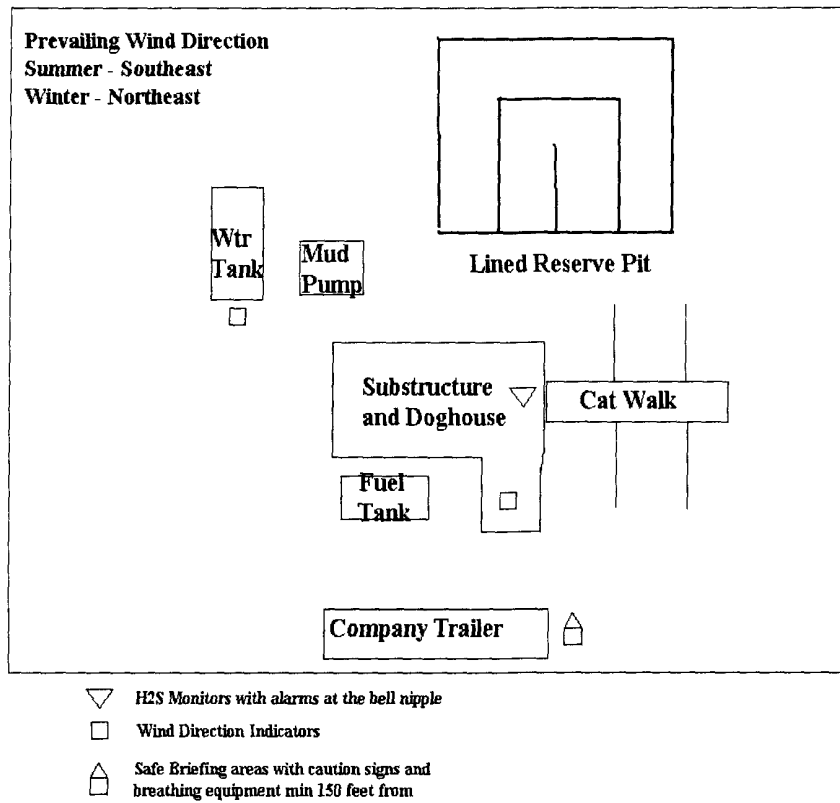 Prevailing Wind Direction
Summer - Southeast
Winter - Northeast
Wtr
Tank
Mud
Pump
Lined Reserve Pit
Substructure
and Doghouse
Cat Walk
Fuel
Tank
Company Trailer
H2S Monitors with alarms at the bell nipple
Wind Direction Indicators
Safe Briefing areas with caution signs and
breathing equipment min 150 feet from